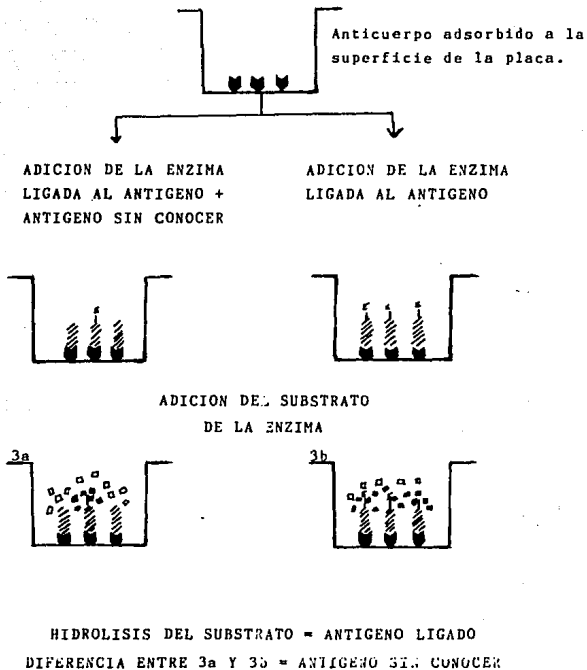 Anticuerpo adsorbido a la
superficie de la placa.
ADICION DE LA ENZIMA
LIGADA AL ANTIGENO +
ANTIGENO SIN CONOCER
ADICION DE LA ENZIMA
LIGADA AL ANTIGENO
ADICION DEL SUBSTRATO
DE LA ENZIMA
3a
3b
HIDROLISIS DEL SUBSTRATO = ANTIGENO LIGADO
DIFERENCIA ENTRE 3a Y 3b = ANTIGENO SIN CONOCER